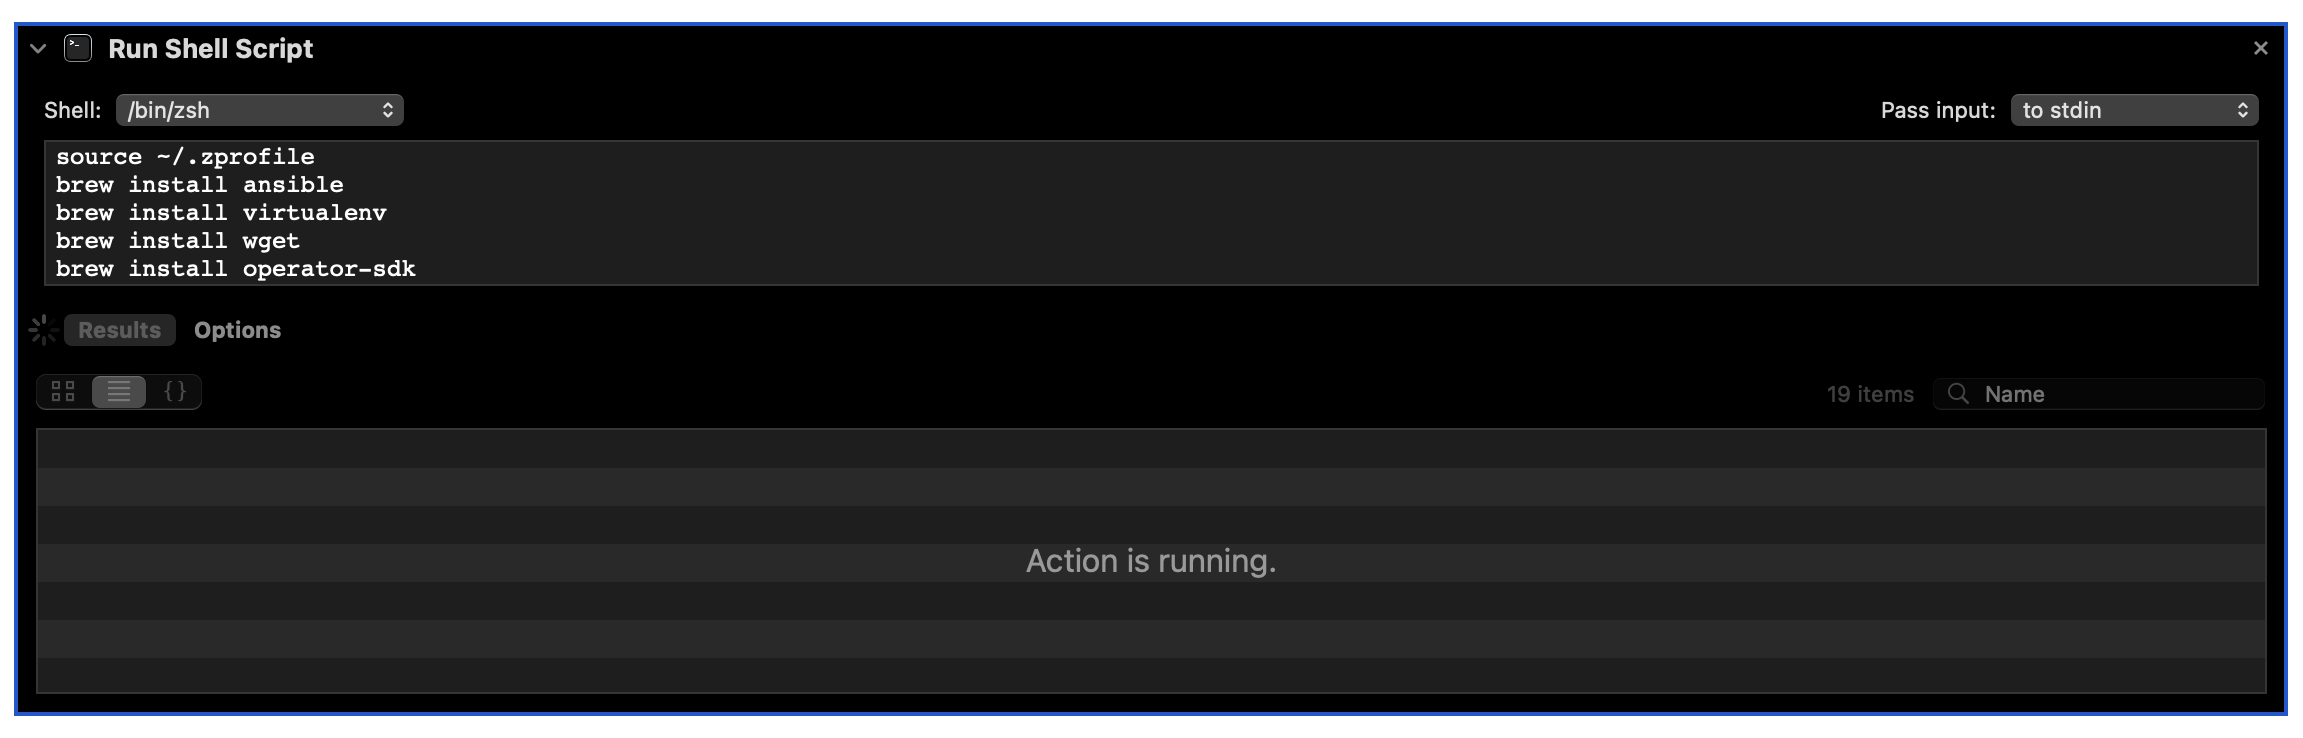 Run Shell Script
Shell: /bin/zsh
Pass input: to stdin
source ~/.zprofile
brew install ansible
brew install virtualenv
brew install wget
brew install operator-sdk
Results Options
{} 19 items Name
Action is running.